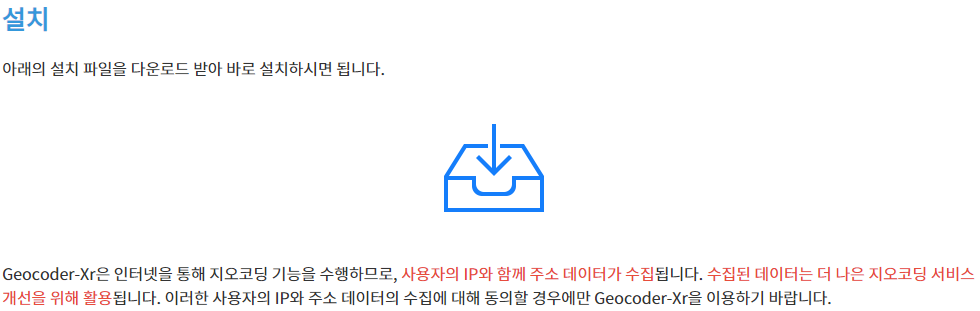 설치
아래의 설치 파일을 다운로드 받아 바로 설치하시면 됩니다.
Geocoder-Xr은 인터넷을 통해 지오코딩 기능을 수행하므로, 사용자의 IP와 함께 주소 데이터가 수집됩니다. 수집된 데이터는 더 나은 지오코딩 서비스
개선을 위해 활용됩니다. 이러한 사용자의 IP와 주소 데이터의 수집에 대해 동의할 경우에만 Geocoder-Xr을 이용하기 바랍니다.